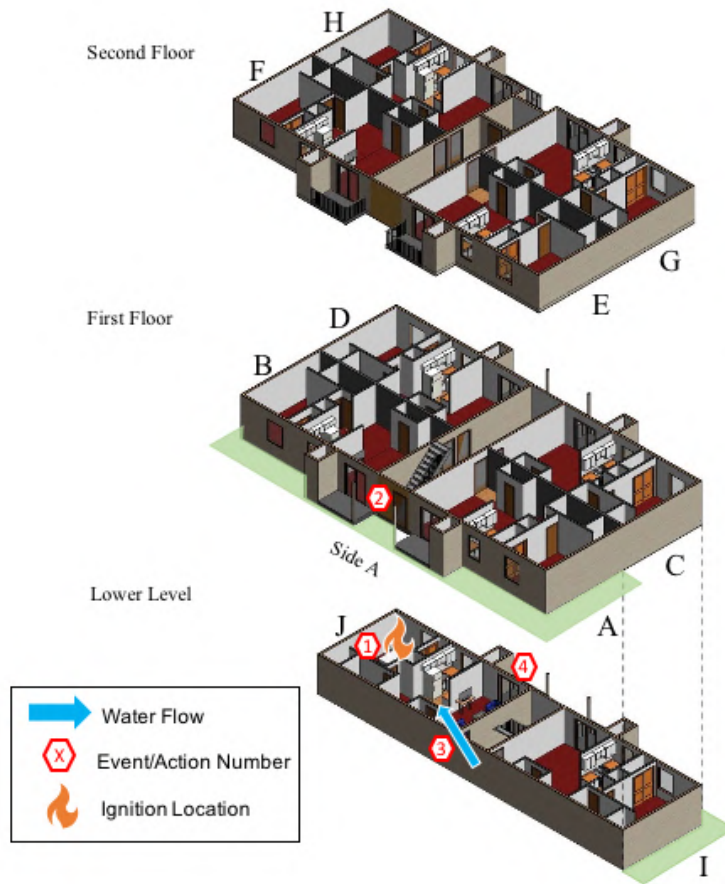 H
Second Floor
F
G
E
First Floor
D
B
2
Side A
C
Lower Level
A
J
1
4
3
Water Flow
X
Event/Action Number
Ignition Location
I